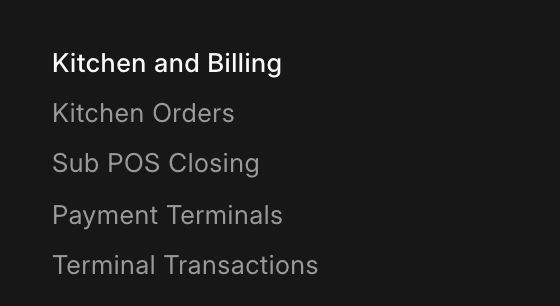 Kitchen and Billing
Kitchen Orders
Sub POS Closing
Payment Terminals
Terminal Transactions